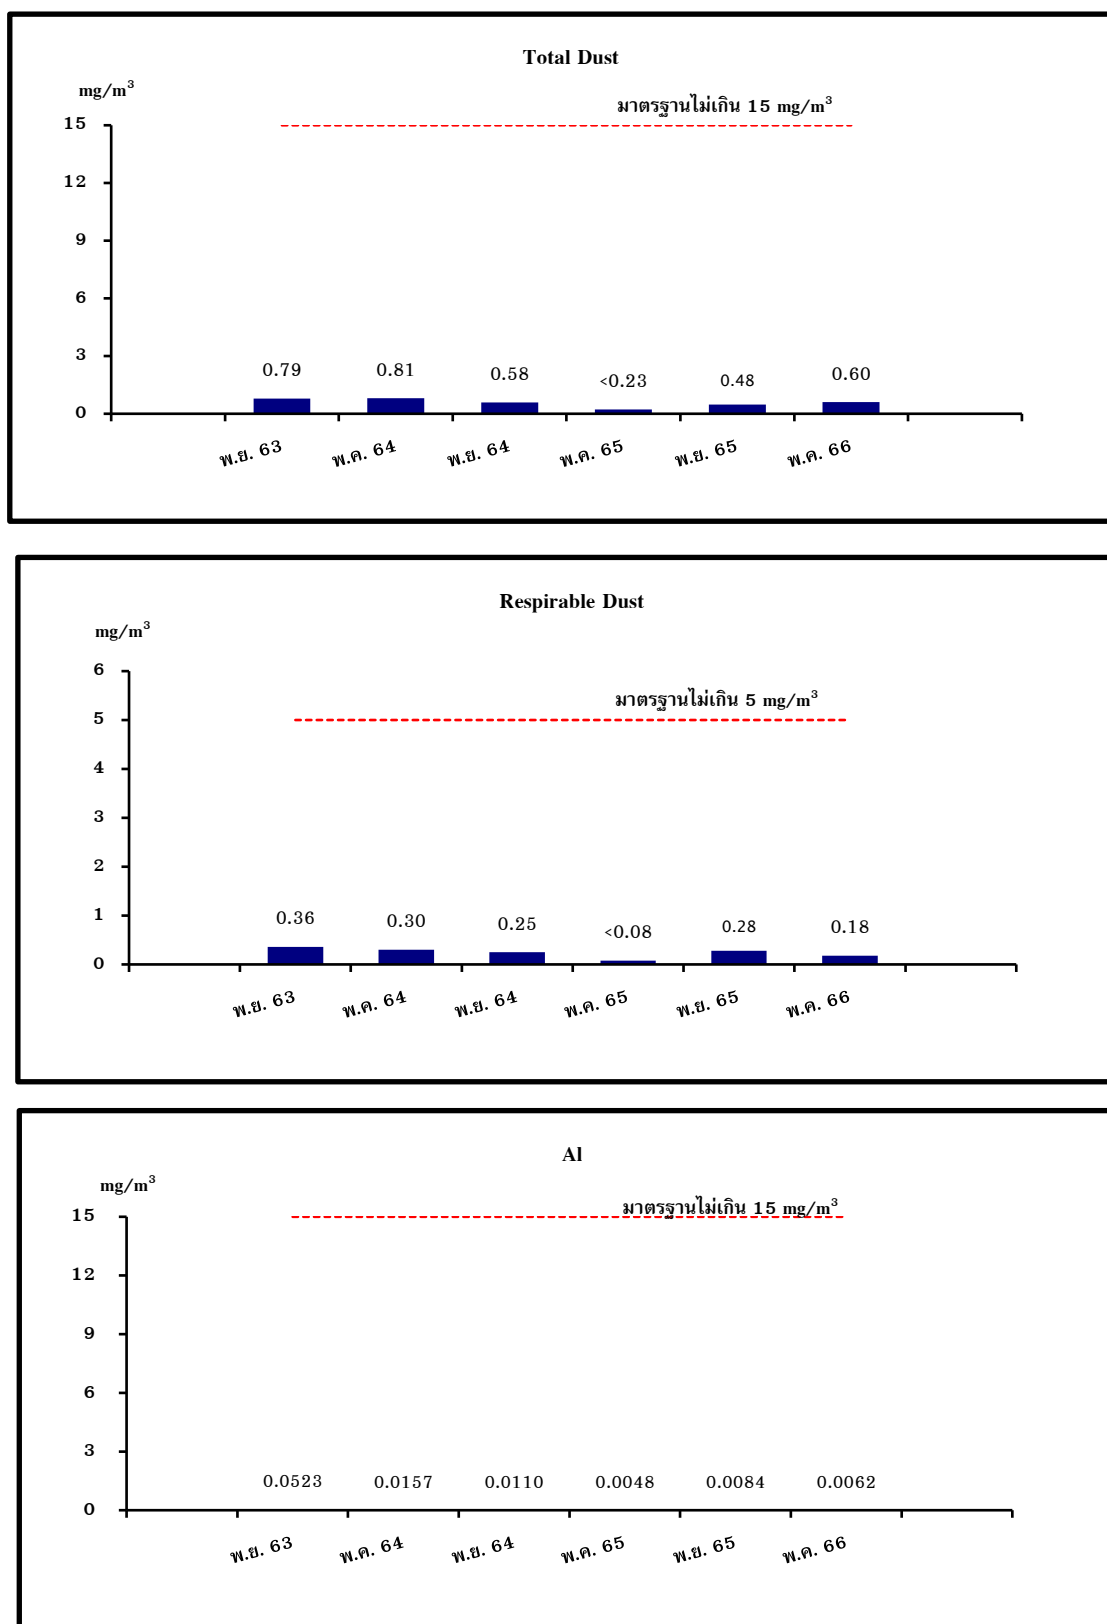 Total Dust
mg/m³
มาตรฐานไม่เกิน 15 mg/m³
15
12
9
6
3
0
0.79 0.81 0.58 <0.23 0.48 0.60
พ.ย. 63 พ.ค. 64 พ.ย. 64 พ.ค. 65 พ.ย. 65 พ.ค. 66
Respirable Dust
mg/m³
มาตรฐานไม่เกิน 5 mg/m³
6
5
4
3
2
1
0
0.36 0.30 0.25 <0.08 0.28 0.18
พ.ย. 63 พ.ค. 64 พ.ย. 64 พ.ค. 65 พ.ย. 65 พ.ค. 66
Al
mg/m³
มาตรฐานไม่เกิน 15 mg/m³
15
12
9
6
3
0
0.0523 0.0157 0.0110 0.0048 0.0084 0.0062
พ.ย. 63 พ.ค. 64 พ.ย. 64 พ.ค. 65 พ.ย. 65 พ.ค. 66